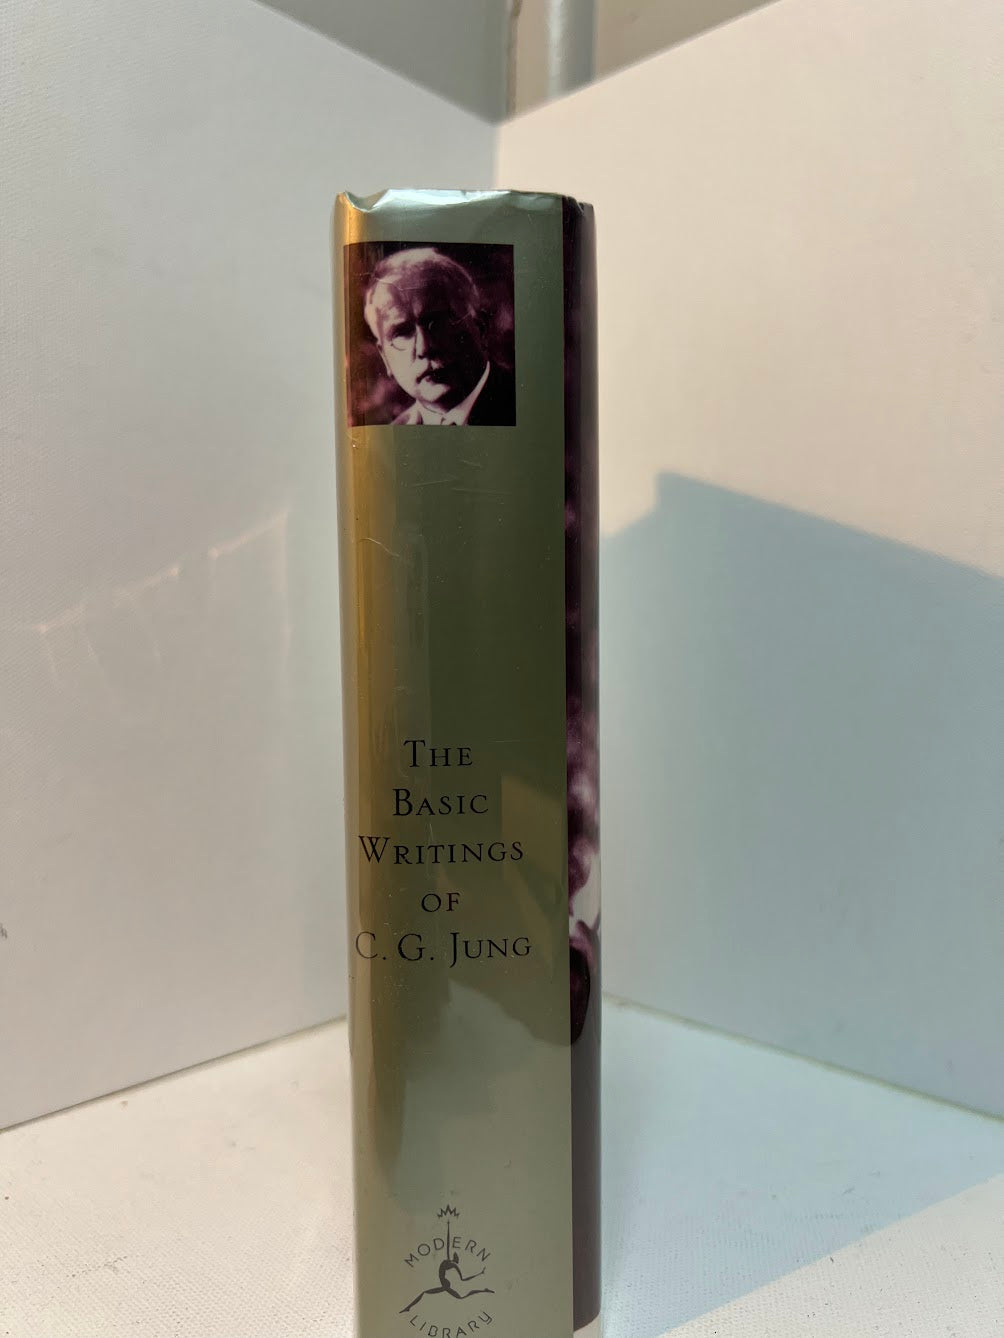 The
Basic
Writings
of
C. G. Jung
MODERN
LIBRARY